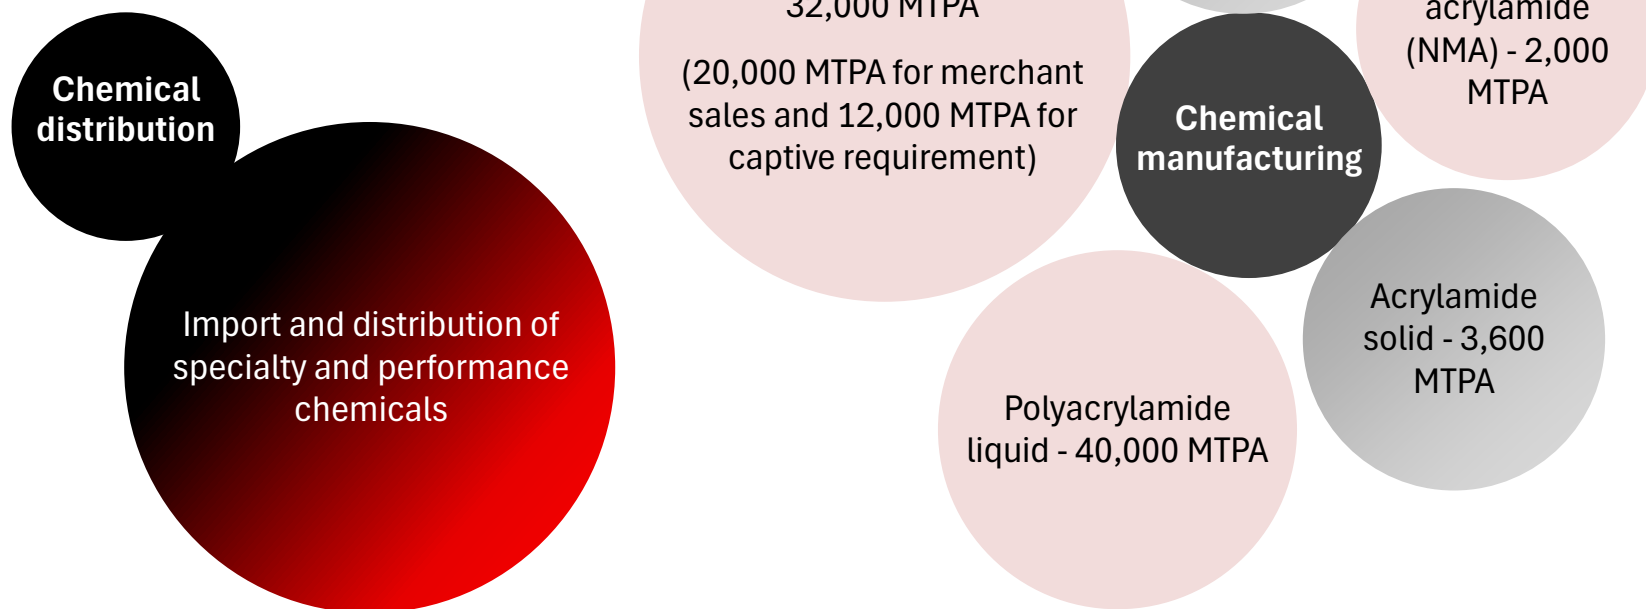 Chemical
distribution
Import and distribution of
specialty and performance
chemicals
32,000 MTPA
(20,000 MTPA for merchant
sales and 12,000 MTPA for
captive requirement)
Chemical
manufacturing
acrylamide
(NMA) - 2,000
MTPA
Acrylamide
solid - 3,600
MTPA
Polyacrylamide
liquid - 40,000 MTPA